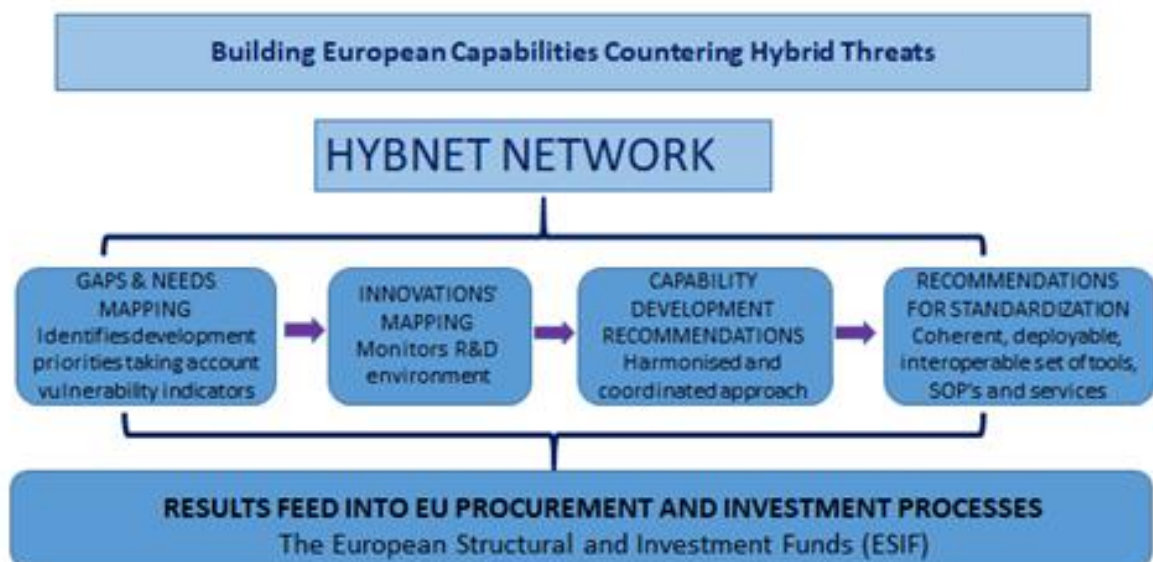 Building European Capabilities Countering Hybrid Threats
HYBNET NETWORK
GAPS & NEEDS
MAPPING
Identifies development
priorities taking account
vulnerability indicators
INNOVATIONS'
MAPPING
Monitors R&D
environment
CAPABILITY
DEVELOPMENT
RECOMMENDATIONS
Harmonised and
coordinated approach
RECOMMENDATIONS
FOR STANDARDIZATION
Coherent, deployable,
interoperable set of tools,
SOP's and services
RESULTS FEED INTO EU PROCUREMENT AND INVESTMENT PROCESSES
The European Structural and Investment Funds (ESIF)